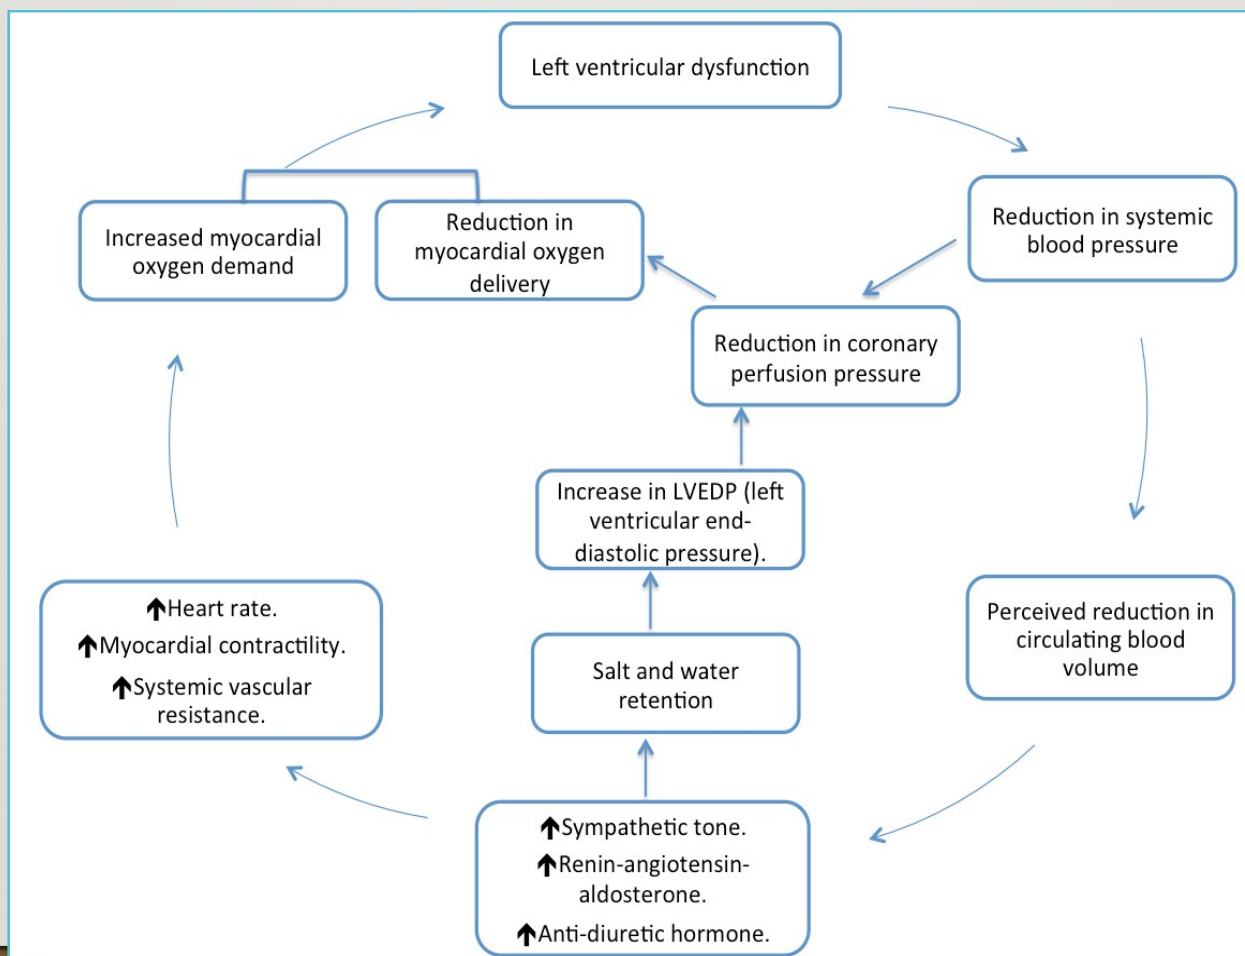 Left ventricular dysfunction
Reduction in systemic
blood pressure
Increased myocardial
oxygen demand
Reduction in
myocardial oxygen
delivery
Reduction in coronary
perfusion pressure
Increase in LVEDP (left
ventricular end-
diastolic pressure).
Perceived reduction in
circulating blood
volume
↑Heart rate.
↑Myocardial contractility.
↑Systemic vascular
resistance.
Salt and water
retention
↑Sympathetic tone.
↑Renin-angiotensin-
aldosterone.
↑Anti-diuretic hormone.